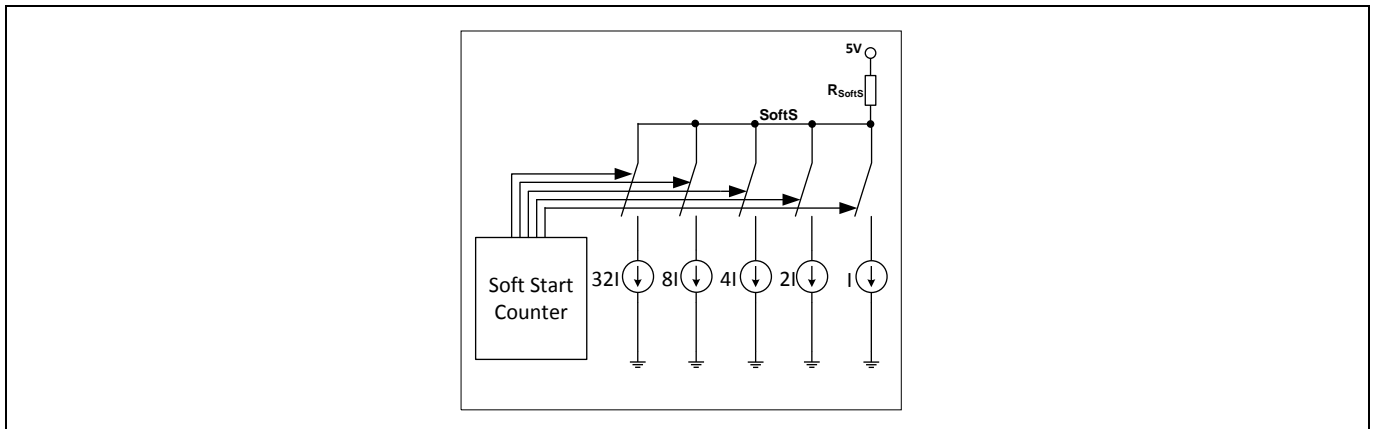 5V
RSoftS
SoftS
Soft Start
Counter
32I
8I
4I
2I
I